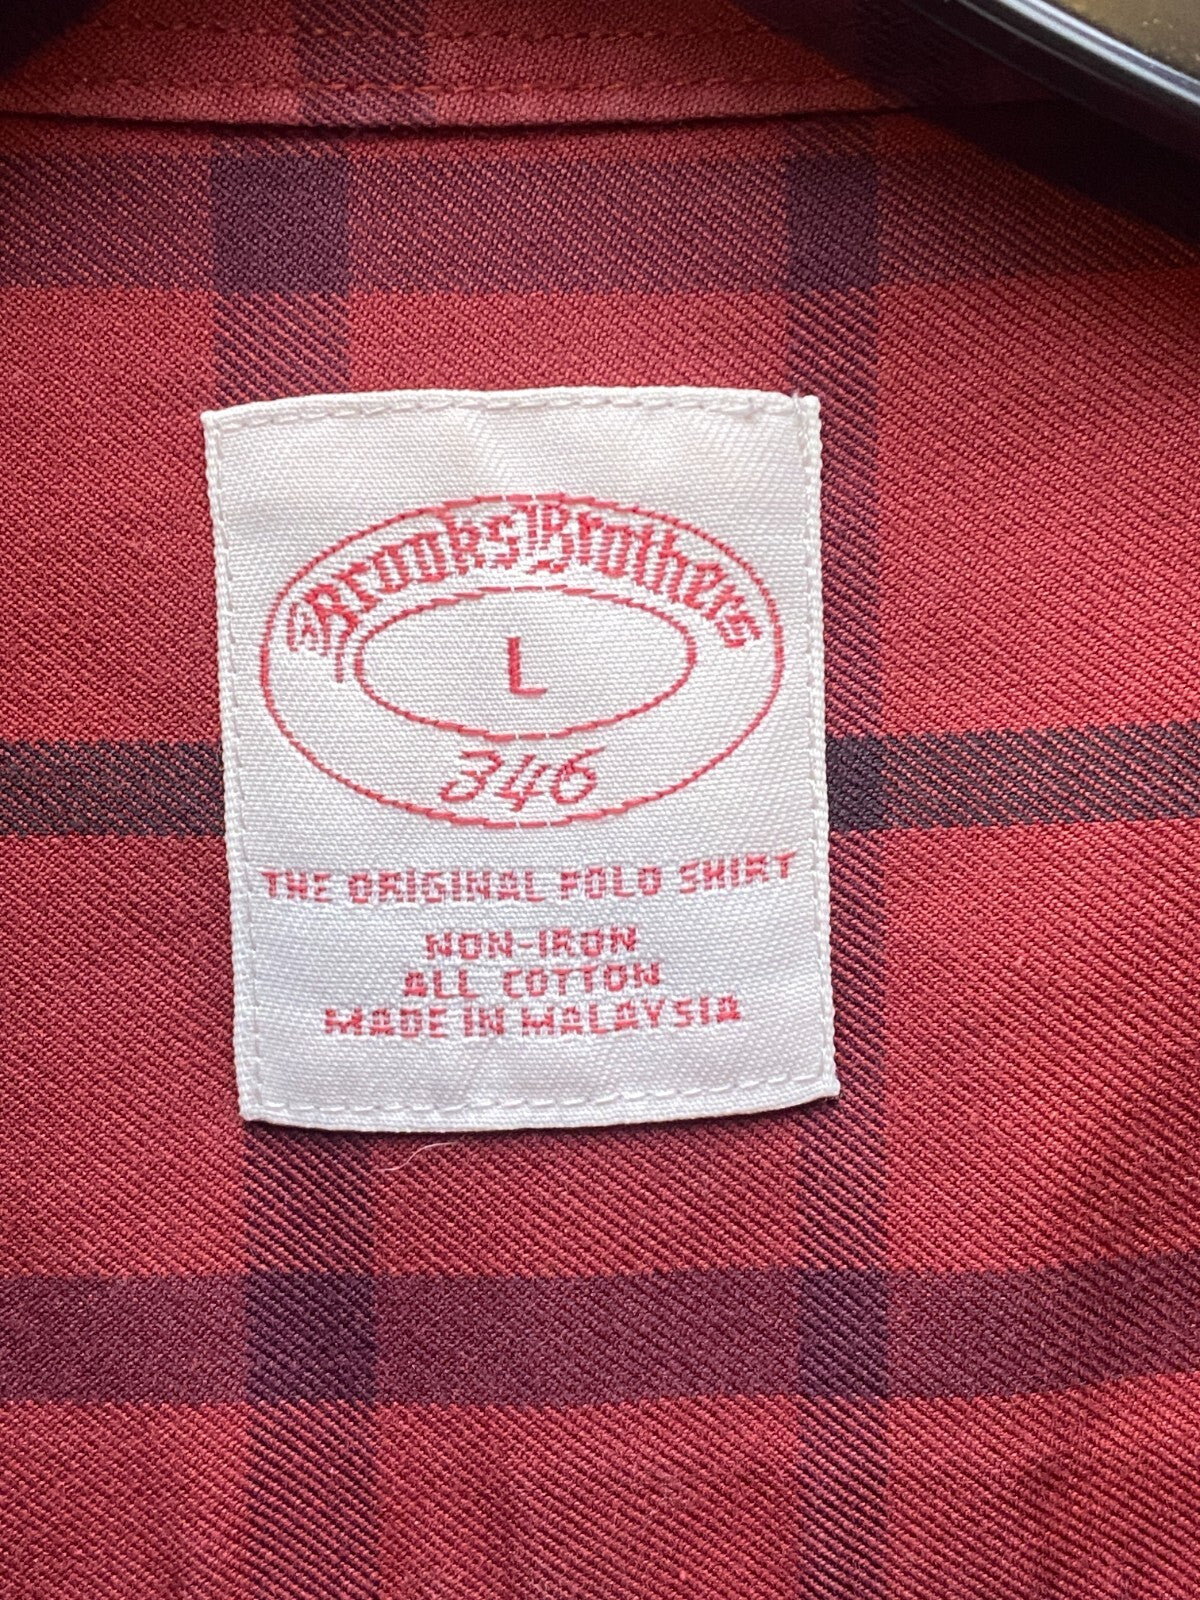 Brooks Brothers
L
346
THE ORIGINAL POLO SHIRT
NON-IRON
ALL COTTON
MADE IN MALAYSIA